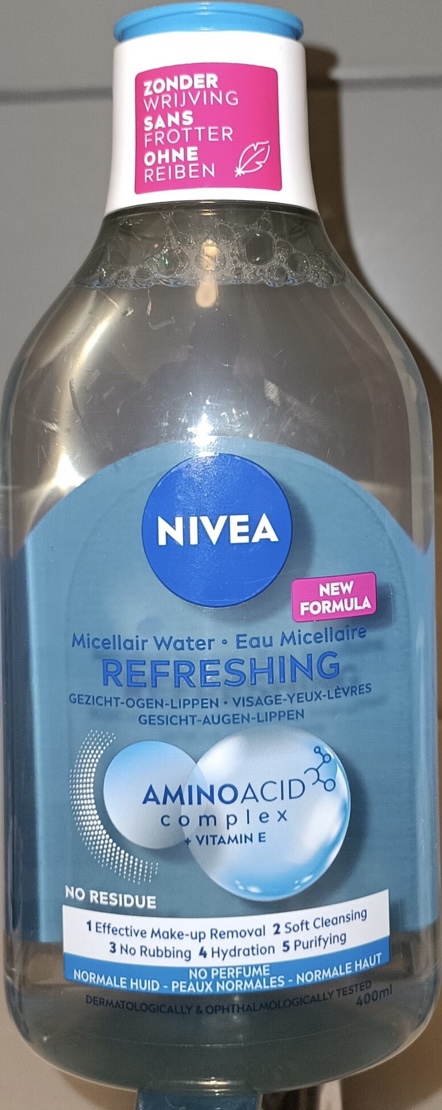 ZONDER
WRIJVING
SANS
FROTTER
OHNE
REIBEN
NIVEA
NEW
FORMULA
Micellair Water • Eau Micellaire
REFRESHING
GEZICHT-OGEN-LIPPEN • VISAGE-YEUX-LÈVRES
GESICHT-AUGEN-LIPPEN
AMINOACID
complex
+ VITAMIN E
NO RESIDUE
1 Effective Make-up Removal 2 Soft Cleansing
3 No Rubbing 4 Hydration 5 Purifying
NO PERFUME
NORMALE HUID - PEAUX NORMALES - NORMALE HAUT
DERMATOLOGICALLY & OPHTHALMOLOGICALLY TESTED
400ml